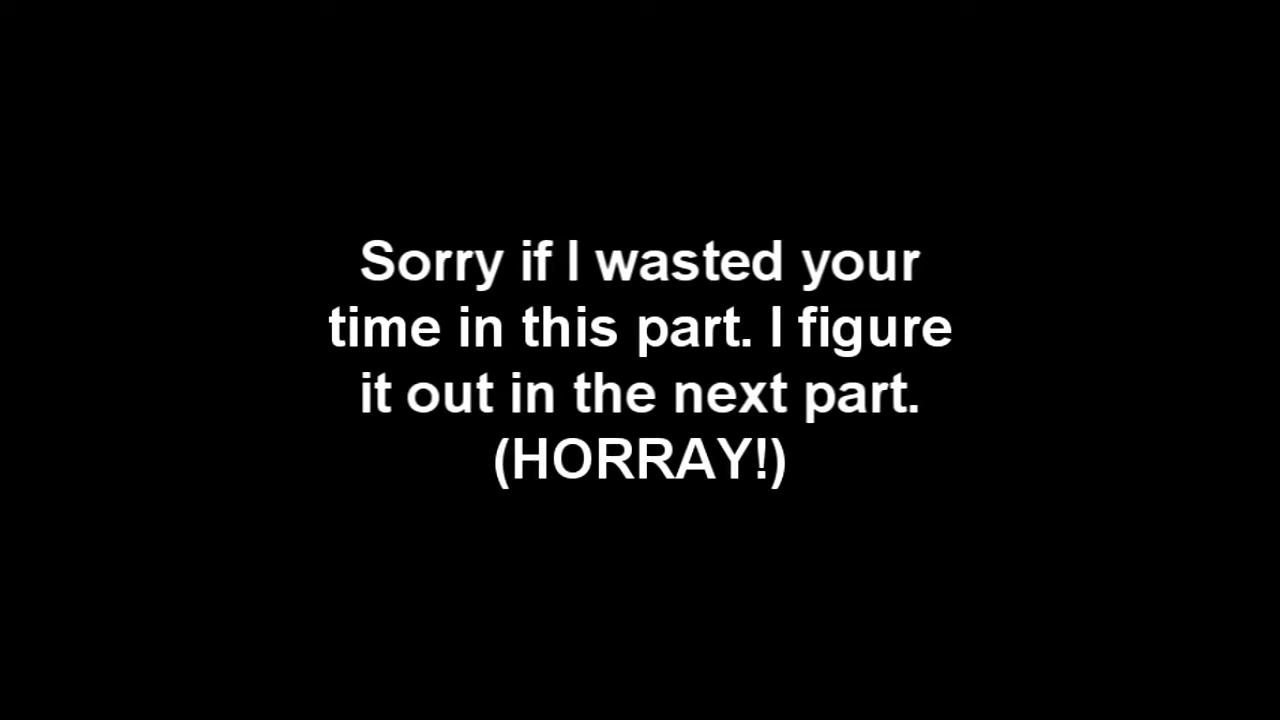 Sorry if I wasted your
time in this part. I figure
it out in the next part.
(HORRAY!)